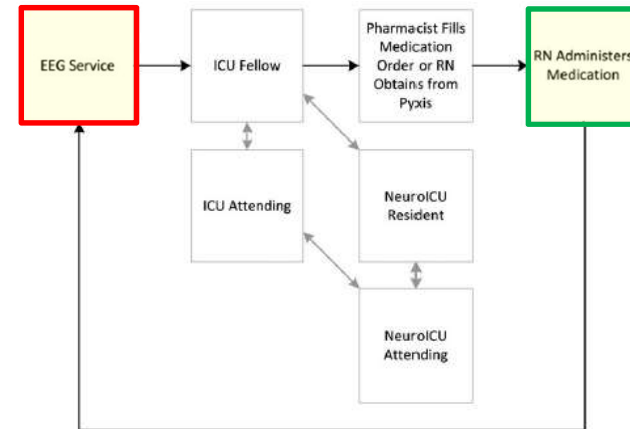 EEG Service
ICU Fellow
Pharmacist Fills
Medication
Order or RN
Obtains from
Pyxis
RN Administers
Medication
ICU Attending
NeuroICU
Resident
NeuroICU
Attending